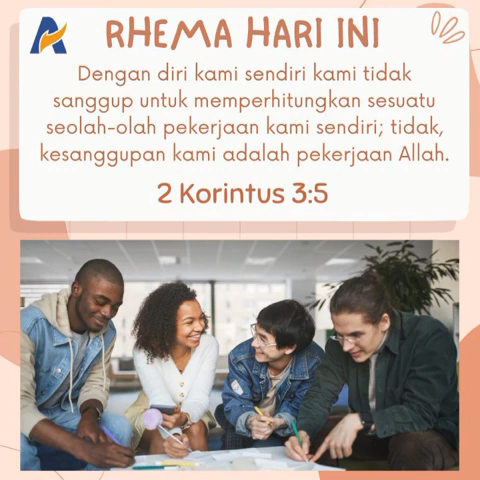 RHEMA HARI INI
Dengan diri kami sendiri kami tidak
sanggup untuk memperhitungkan sesuatu
seolah-olah pekerjaan kami sendiri; tidak,
kesanggupan kami adalah pekerjaan Allah.
2 Korintus 3:5